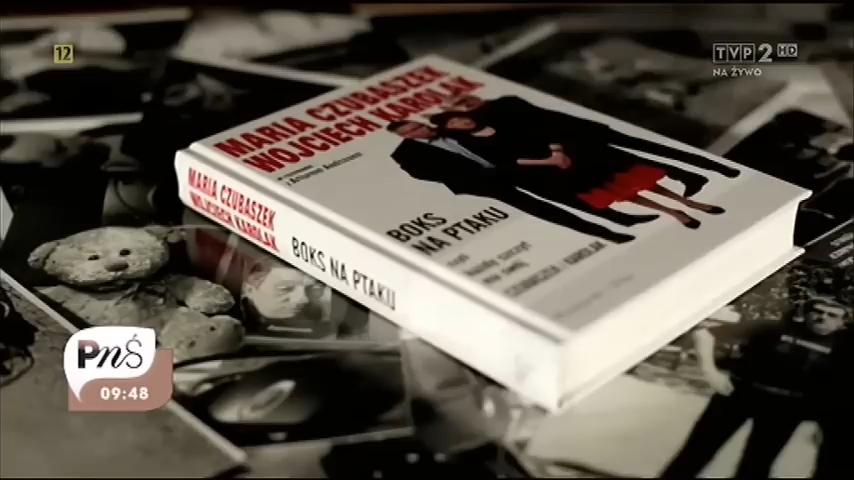 12
TVP2 HD
NA ŻYWO
MARIA CZUBASZEK
WOJCIECH KAROLAK
BOKS
NA PTAKU
MARIA CZUBASZEK
WOJCIECH KAROLAK
BOKS NA PTAKU
PnŚ
09:48